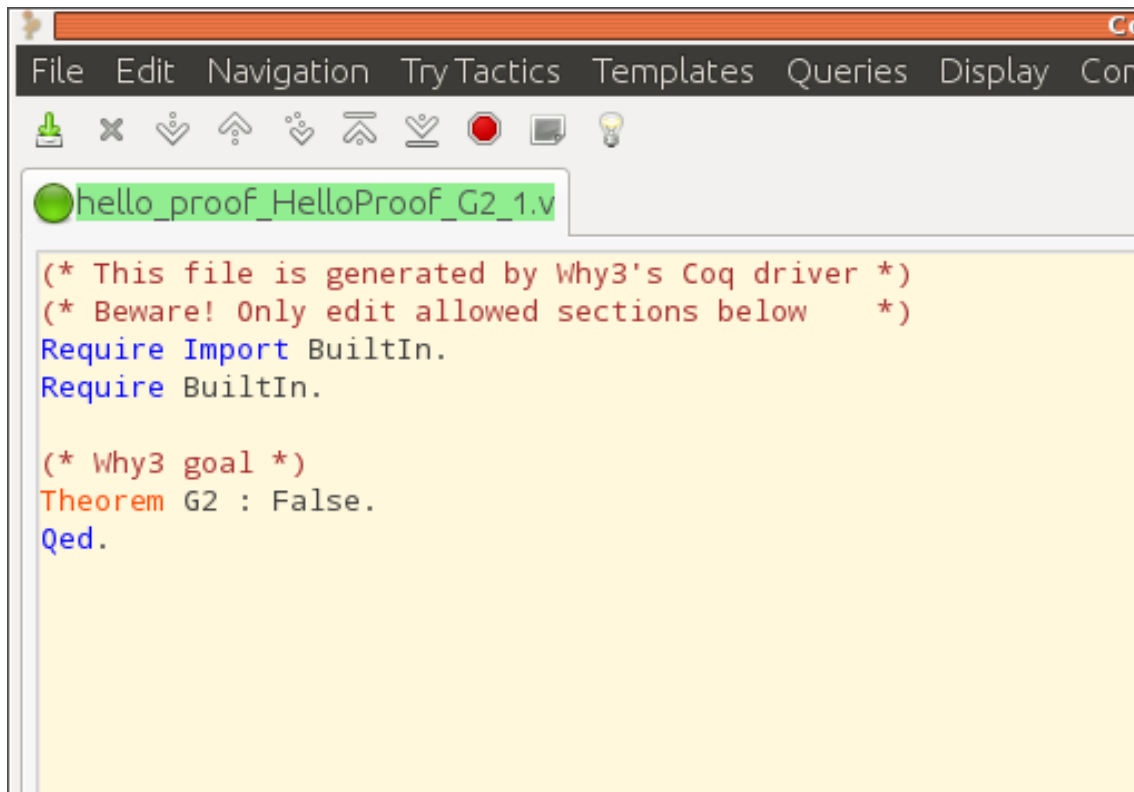 File Edit Navigation Try Tactics Templates Queries Display
hello_proof_HelloProof_G2_1.v
(* This file is generated by Why3's Coq driver *)
(* Beware! Only edit allowed sections below    *)
Require Import BuiltIn.
Require BuiltIn.
(* Why3 goal *)
Theorem G2 : False.
Qed.